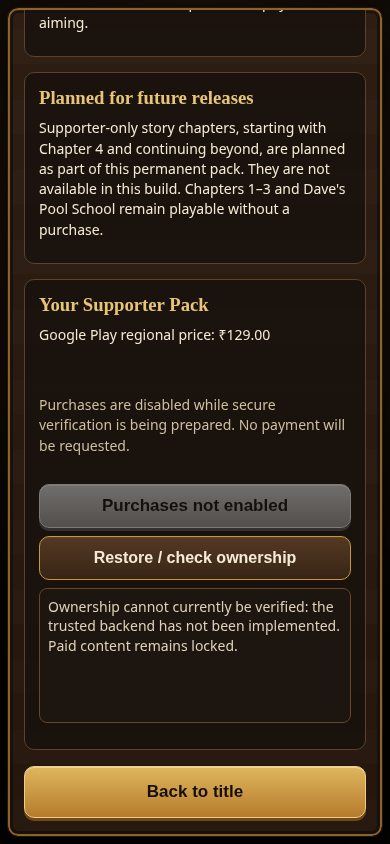 aiming.
Planned for future releases
Supporter-only story chapters, starting with
Chapter 4 and continuing beyond, are planned
as part of this permanent pack. They are not
available in this build. Chapters 1–3 and Dave's
Pool School remain playable without a
purchase.
Your Supporter Pack
Google Play regional price: ₹129.00
Purchases are disabled while secure
verification is being prepared. No payment will
be requested.
Purchases not enabled
Restore / check ownership
Ownership cannot currently be verified: the
trusted backend has not been implemented.
Paid content remains locked.
Back to title